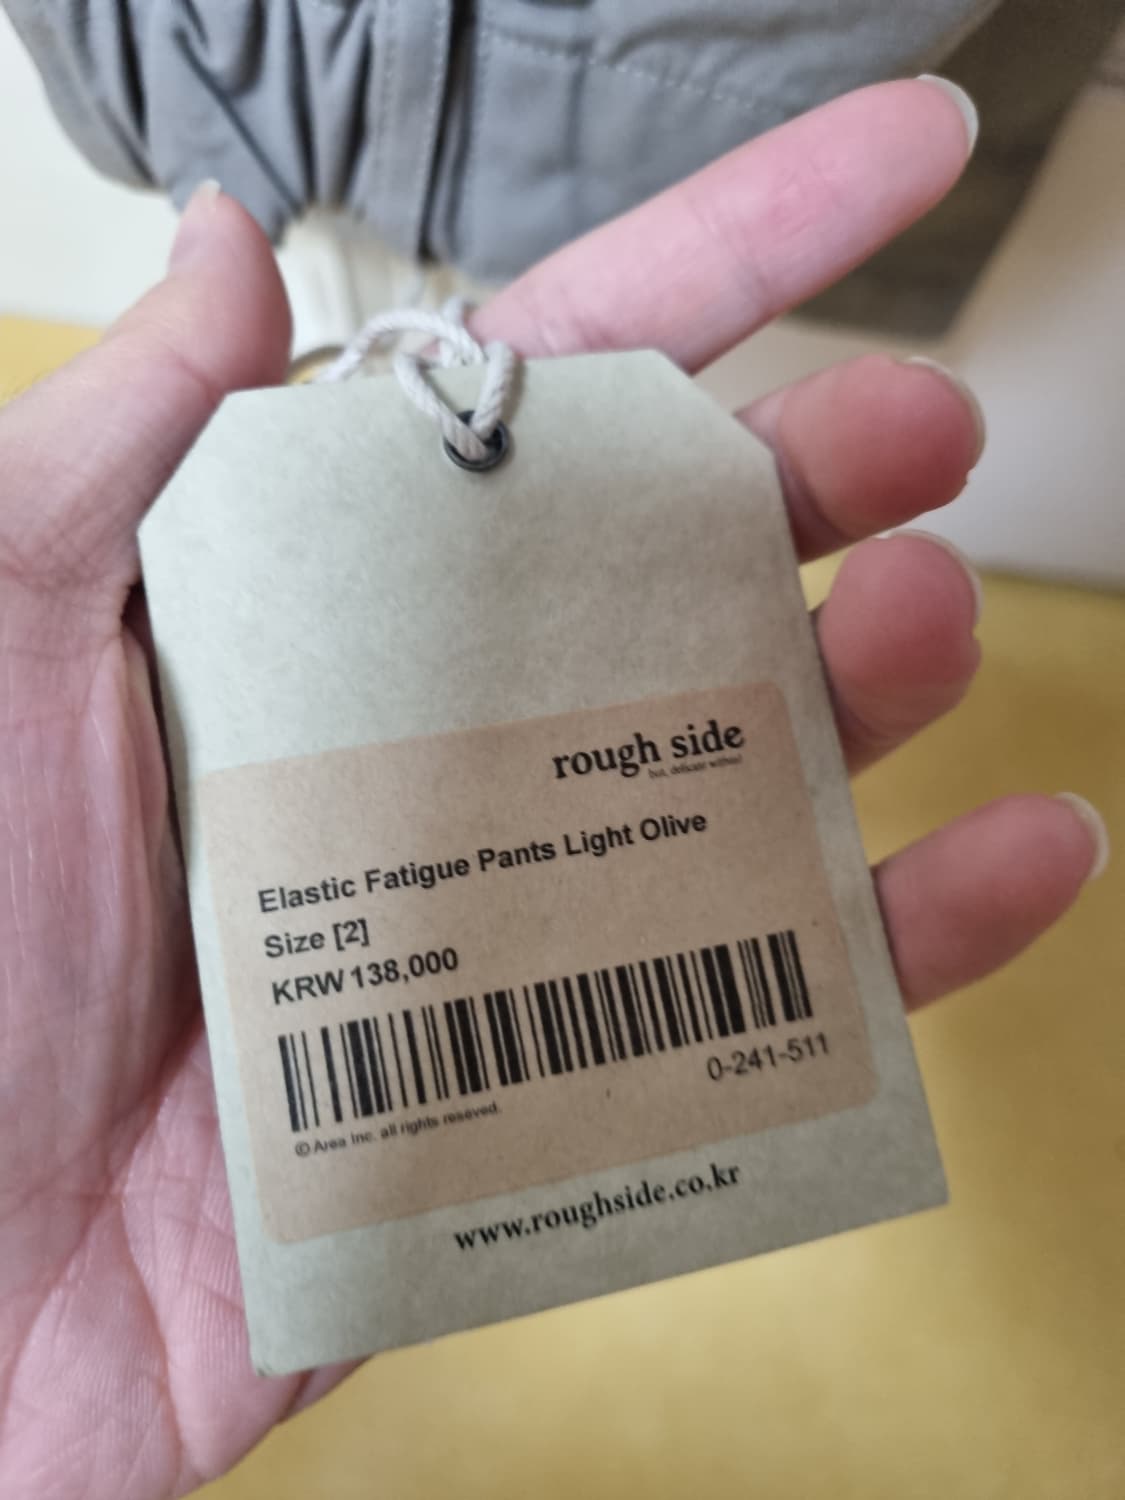 rough side
but, delicate within!
Elastic Fatigue Pants Light Olive
Size [2]
KRW 138,000
0-241-511
© Area Inc. all rights reseved.
www.roughside.co.kr